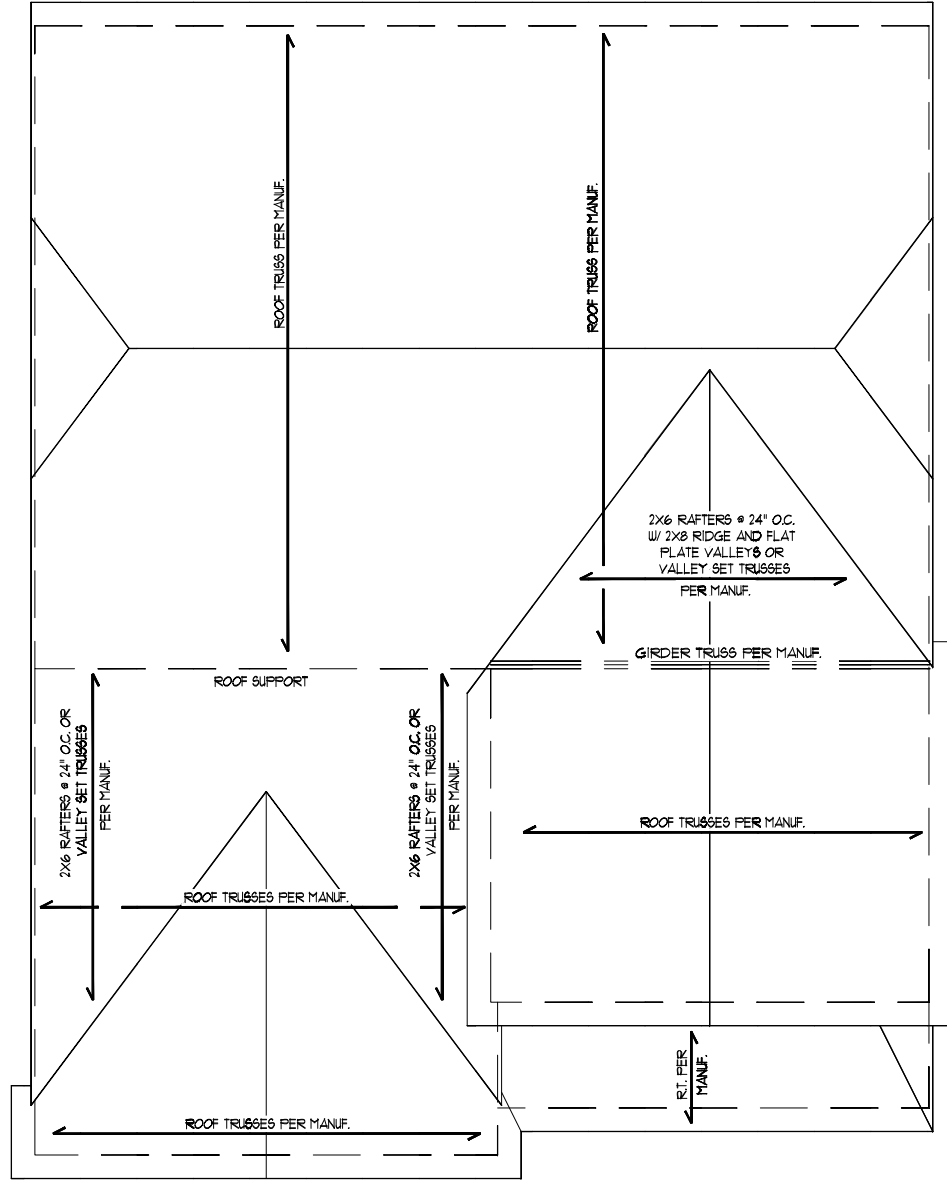 ROOF TRUSS PER MANUF.
ROOF TRUSS PER MANUF.
2X6 RAFTERS @ 24" O.C.
W/ 2X8 RIDGE AND FLAT
PLATE VALLEYS OR
VALLEY SET TRUSSES
PER MANUF.
GIRDER TRUSS PER MANUF.
ROOF SUPPORT
2X6 RAFTERS @ 24" O.C. OR
VALLEY SET TRUSSES
PER MANUF.
2X6 RAFTERS @ 24" O.C. OR
VALLEY SET TRUSSES
PER MANUF.
ROOF TRUSSES PER MANUF.
ROOF TRUSSES PER MANUF.
R.T. PER
MANUF.
ROOF TRUSSES PER MANUF.